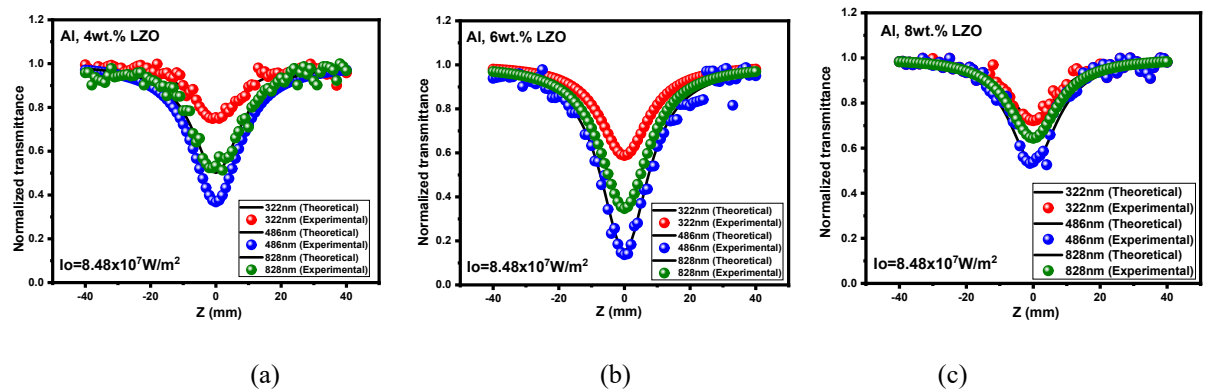 Al, 4wt.% LZO
Normalized transmittance
1.2
1.0
0.8
0.6
0.4
0.2
0.0
322nm (Theoretical)
322nm (Experimental)
486nm (Theoretical)
486nm (Experimental)
828nm (Theoretical)
828nm (Experimental)
Io=8.48x10⁷W/m²
-40 -20 0 20 40
Z (mm)
(a)
Al, 6wt.% LZO
Normalized transmittance
1.2
1.0
0.8
0.6
0.4
0.2
0.0
322nm (Theoretical)
322nm (Experimental)
486nm (Theoretical)
486nm (Experimental)
828nm (Theoretical)
828nm (Experimental)
Io=8.48x10⁷W/m²
-40 -20 0 20 40
Z (mm)
(b)
Al, 8wt.% LZO
Normalized transmittance
1.2
1.0
0.8
0.6
0.4
0.2
0.0
322nm (Theoretical)
322nm (Experimental)
486nm (Theoretical)
486nm (Experimental)
828nm (Theoretical)
828nm (Experimental)
Io=8.48x10⁷W/m²
-40 -20 0 20 40
Z (mm)
(c)